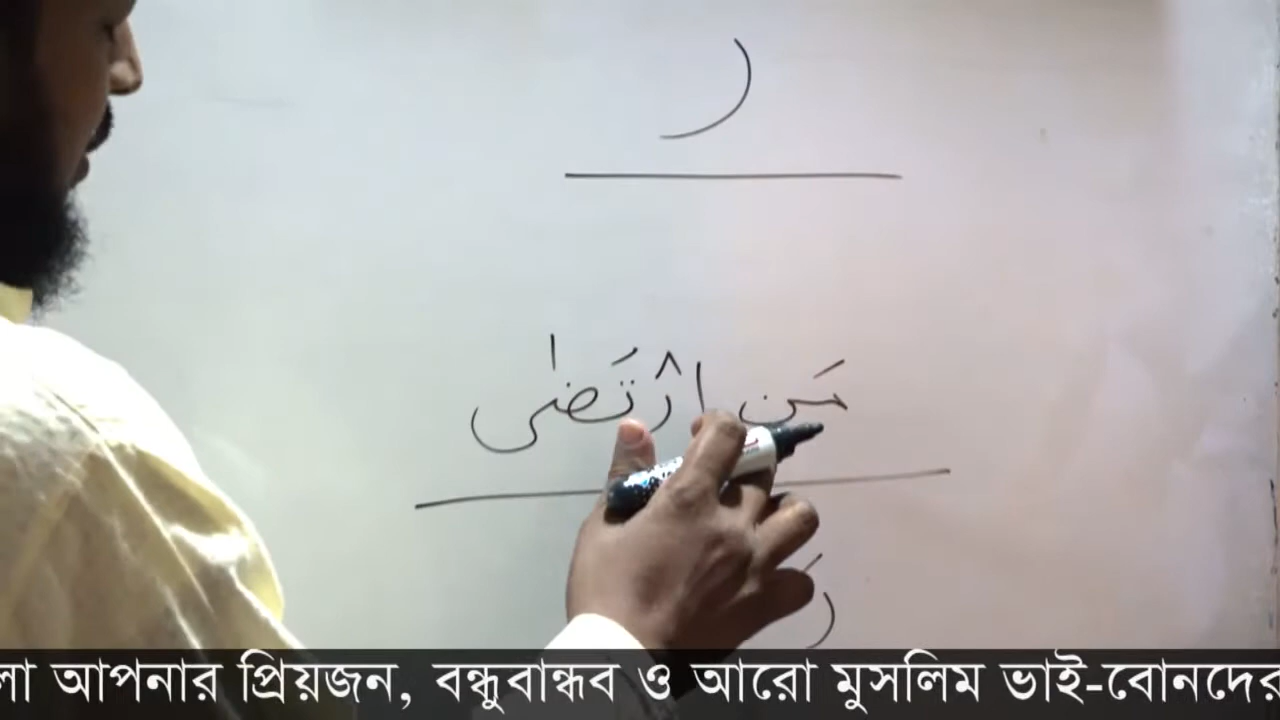 ر
مَن ارْتَضٰى
رَ
লা আপনার প্রিয়জন, বন্ধুবান্ধব ও আরো মুসলিম ভাই-বোনদের